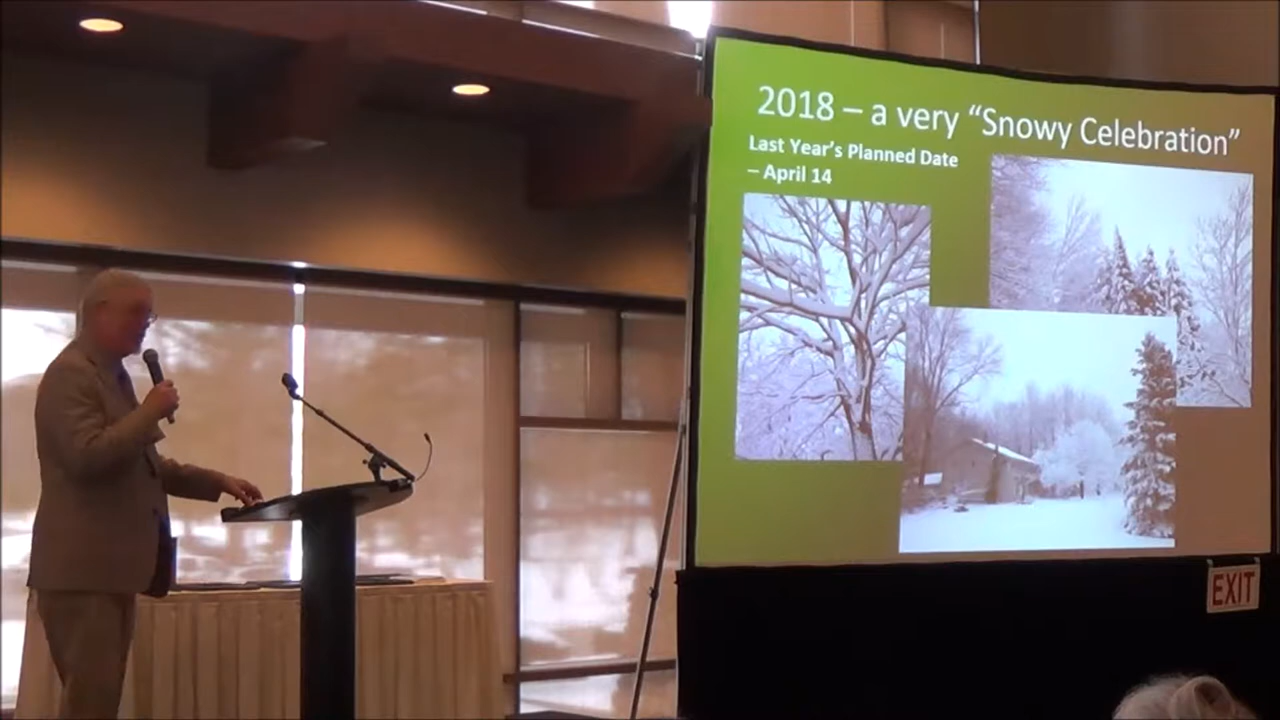 2018 – a very “Snowy Celebration”
Last Year’s Planned Date
– April 14
EXIT